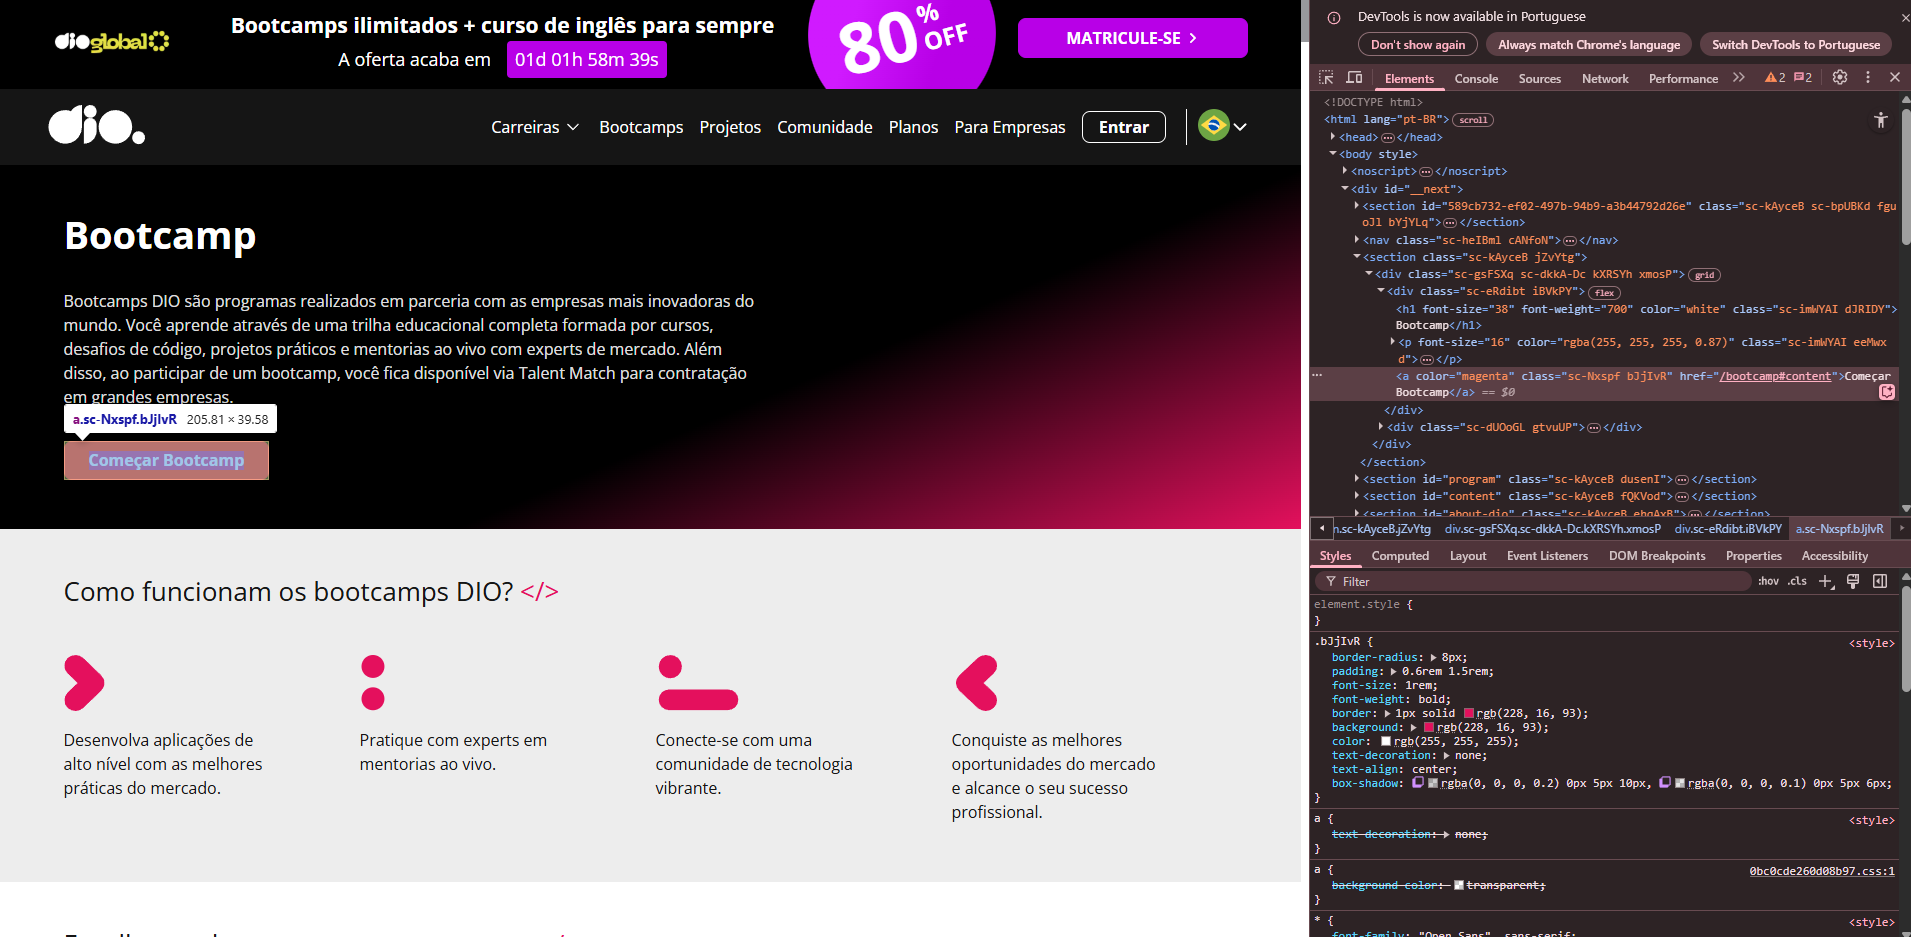 dio global
Bootcamps ilimitados + curso de inglês para sempre
A oferta acaba em 01d 01h 58m 39s
80% OFF
MATRICULE-SE
dio.
Carreiras Bootcamps Projetos Comunidade Planos Para Empresas Entrar
Bootcamp
Bootcamps DIO são programas realizados em parceria com as empresas mais inovadoras do
mundo. Você aprende através de uma trilha educacional completa formada por cursos,
desafios de código, projetos práticos e mentorias ao vivo com experts de mercado. Além
disso, ao participar de um bootcamp, você fica disponível via Talent Match para contratação
em grandes empresas.
a.sc-Nxspf.bJjIvR 205.81 × 39.58
Começar Bootcamp
Como funcionam os bootcamps DIO? </>
Desenvolva aplicações de
alto nível com as melhores
práticas do mercado.
Pratique com experts em
mentorias ao vivo.
Conecte-se com uma
comunidade de tecnologia
vibrante.
Conquiste as melhores
oportunidades do mercado
e alcance o seu sucesso
profissional.
DevTools is now available in Portuguese
Don't show again Always match Chrome's language Switch DevTools to Portuguese
Elements Console Sources Network Performance 2 2
<!DOCTYPE html>
<html lang="pt-BR"> scroll
<head> … </head>
<body style>
<noscript> … </noscript>
<div id="__next">
<section id="589cb732-ef02-497b-94b9-a3b44792d26e" class="sc-kAyceB sc-bpUBKd fgu
oJl bYjYLq"> … </section>
<nav class="sc-heIBml cANfoN"> … </nav>
<section class="sc-kAyceB jZvYtg">
<div class="sc-gsFSXq sc-dkkA-Dc kXRSYh xmosP"> grid
<div class="sc-eRdibt iBVkPY"> flex
<h1 font-size="38" font-weight="700" color="white" class="sc-imWYAI dJRIDY">
Bootcamp</h1>
<p font-size="16" color="rgba(255, 255, 255, 0.87)" class="sc-imWYAI eeMwx
d"> … </p>
<a color="magenta" class="sc-Nxspf bJjIvR" href="/bootcamp#content">Começar
Bootcamp</a> == $0
</div>
<div class="sc-dUOoGL gtvuUP"> … </div>
</div>
</section>
<section id="program" class="sc-kAyceB dusenI"> … </section>
<section id="content" class="sc-kAyceB fQKVod"> … </section>
<section id="about-dio" class="sc-kAyceB ehqAxB"> … </section>
n.sc-kAyceB.jZvYtg div.sc-gsFSXq.sc-dkkA-Dc.kXRSYh.xmosP div.sc-eRdibt.iBVkPY a.sc-Nxspf.bJjIvR
Styles Computed Layout Event Listeners DOM Breakpoints Properties Accessibility
Filter :hov .cls
element.style {
}
.bJjIvR { <style>
border-radius: 8px;
padding: 0.6rem 1.5rem;
font-size: 1rem;
font-weight: bold;
border: 1px solid rgb(228, 16, 93);
background: rgb(228, 16, 93);
color: rgb(255, 255, 255);
text-decoration: none;
text-align: center;
box-shadow: rgba(0, 0, 0, 0.2) 0px 5px 10px, rgba(0, 0, 0, 0.1) 0px 5px 6px;
}
a { <style>
text-decoration: none;
}
a { 0bc0cde260d08b97.css:1
background-color: transparent;
}
* { <style>
font-family: "Open Sans", sans-serif;